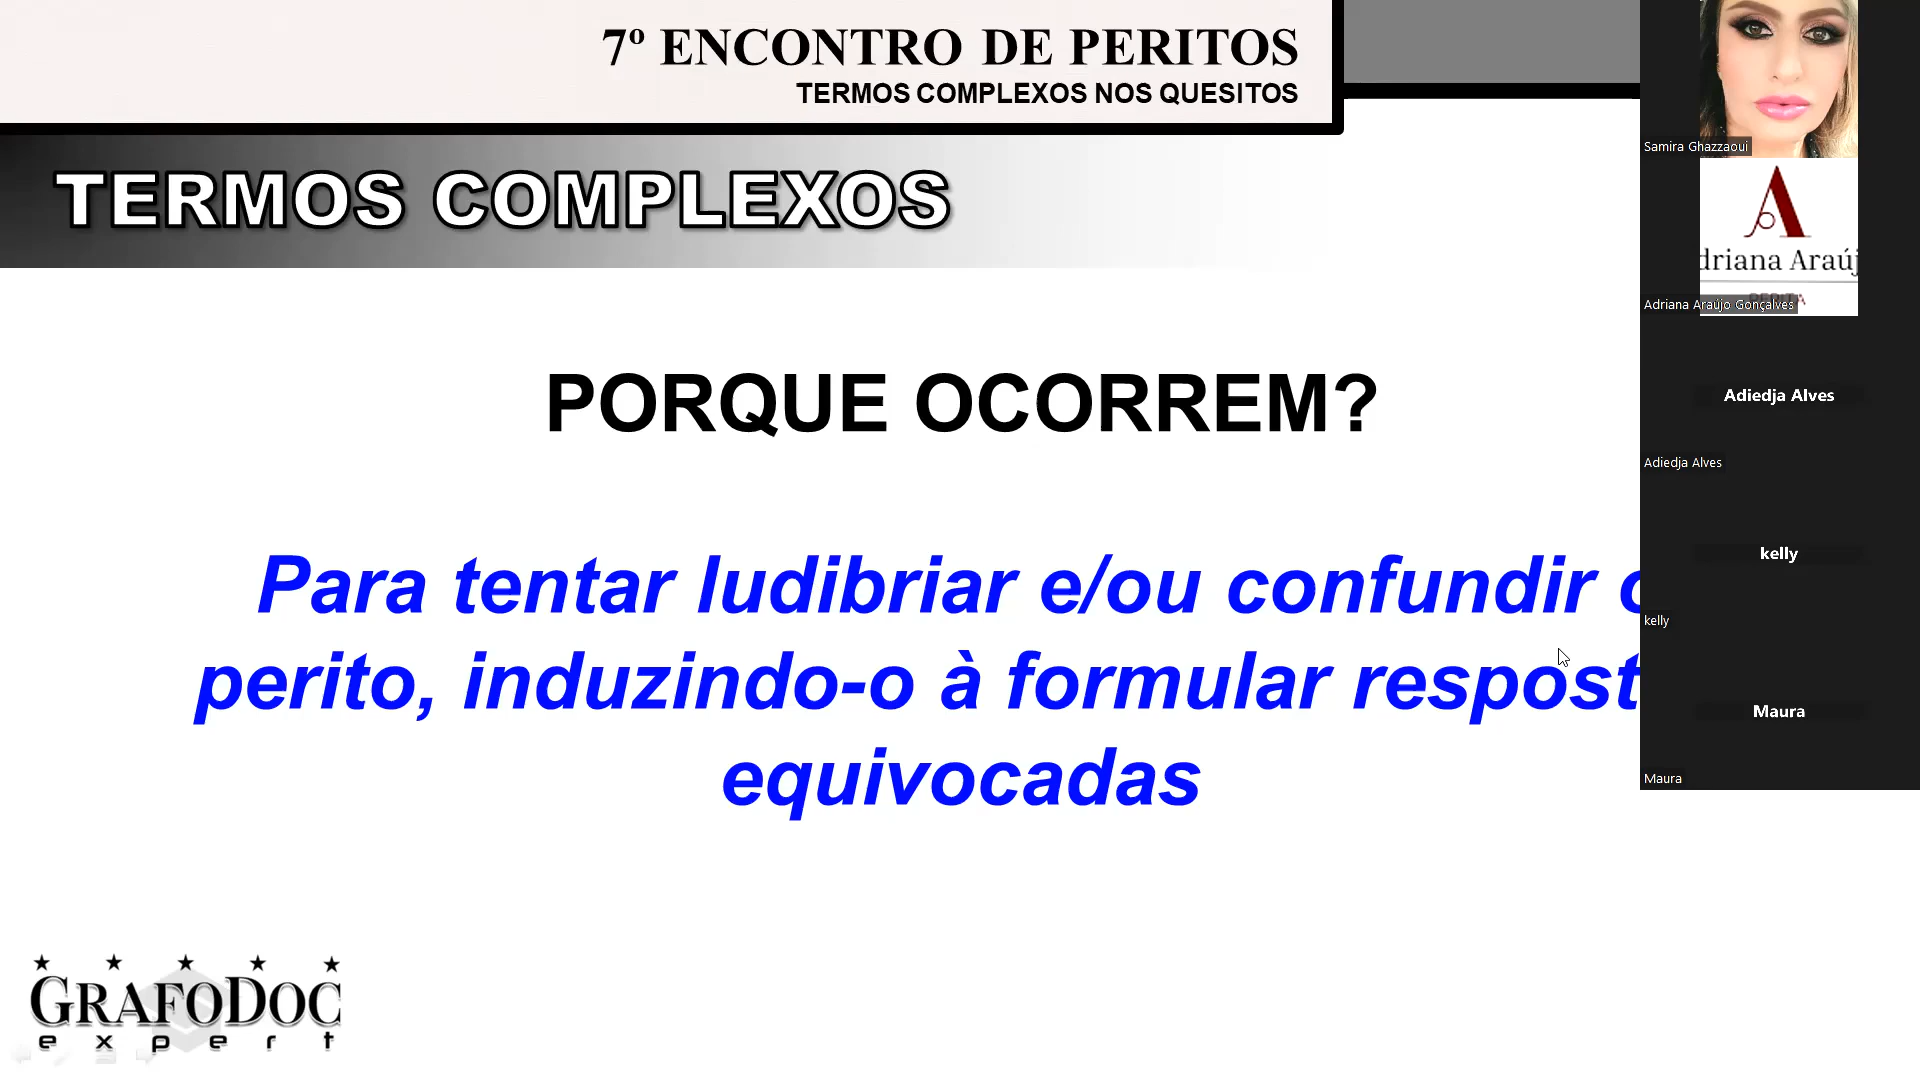 7º ENCONTRO DE PERITOS
TERMOS COMPLEXOS NOS QUESITOS
TERMOS COMPLEXOS
PORQUE OCORREM?
Para tentar ludibriar e/ou confundir
perito, induzindo-o à formular respost
equivocadas
GRAFODOC
expert
Samira Ghazzaoui
driana Araúj
PERITA
Adriana Araújo Gonçalves
Adiedja Alves
Adiedja Alves
kelly
kelly
Maura
Maura